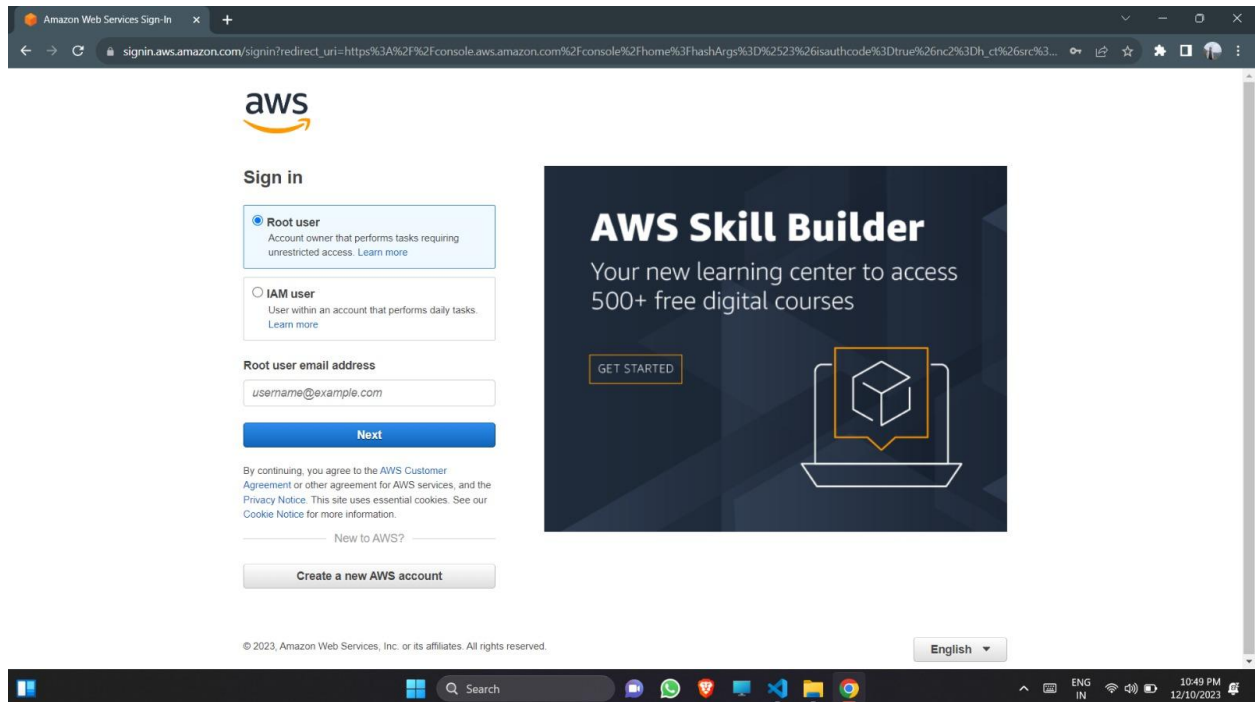 Amazon Web Services Sign-In
signin.aws.amazon.com/signin?redirect_uri=https%3A%2F%2Fconsole.aws.amazon.com%2Fconsole%2Fhome%3FhashArgs%3D%2523%26isauthcode%3Dtrue%26nc2%3Dh_ct%26src%3...
aws
Sign in
Root user
Account owner that performs tasks requiring
unrestricted access. Learn more
IAM user
User within an account that performs daily tasks.
Learn more
Root user email address
username@example.com
Next
By continuing, you agree to the AWS Customer
Agreement or other agreement for AWS services, and the
Privacy Notice. This site uses essential cookies. See our
Cookie Notice for more information.
New to AWS?
Create a new AWS account
AWS Skill Builder
Your new learning center to access
500+ free digital courses
GET STARTED
© 2023, Amazon Web Services, Inc. or its affiliates. All rights reserved.
English
Search
ENG
IN
10:49 PM
12/10/2023